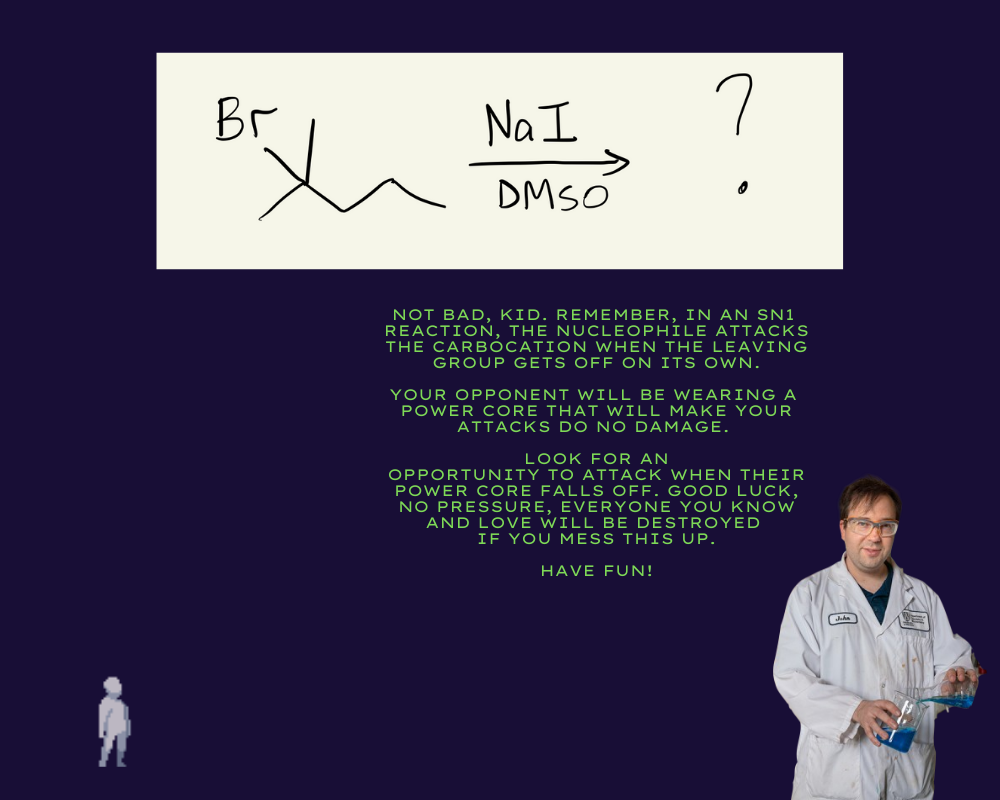 Br
NaI
DMSO
?
NOT BAD, KID. REMEMBER, IN AN SN1
REACTION, THE NUCLEOPHILE ATTACKS
THE CARBOCATION WHEN THE LEAVING
GROUP GETS OFF ON ITS OWN.
YOUR OPPONENT WILL BE WEARING A
POWER CORE THAT WILL MAKE YOUR
ATTACKS DO NO DAMAGE.
LOOK FOR AN
OPPORTUNITY TO ATTACK WHEN THEIR
POWER CORE FALLS OFF. GOOD LUCK,
NO PRESSURE, EVERYONE YOU KNOW
AND LOVE WILL BE DESTROYED
IF YOU MESS THIS UP.
HAVE FUN!
John